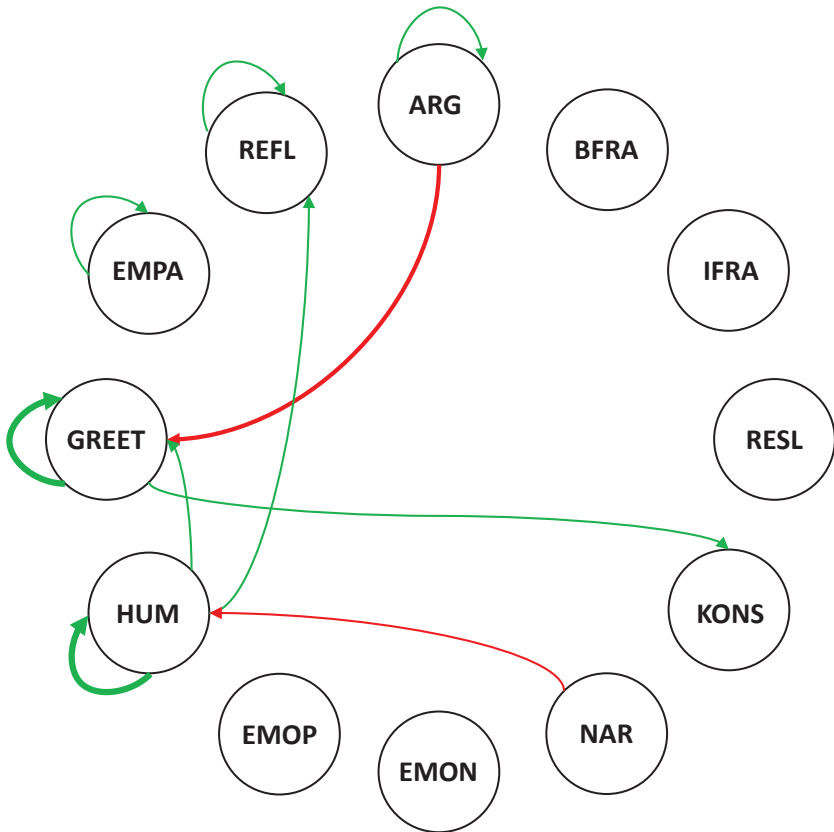 ARG
REFL
BFRA
EMPA
IFRA
GREET
RESL
HUM
KONS
EMOP
NAR
EMON